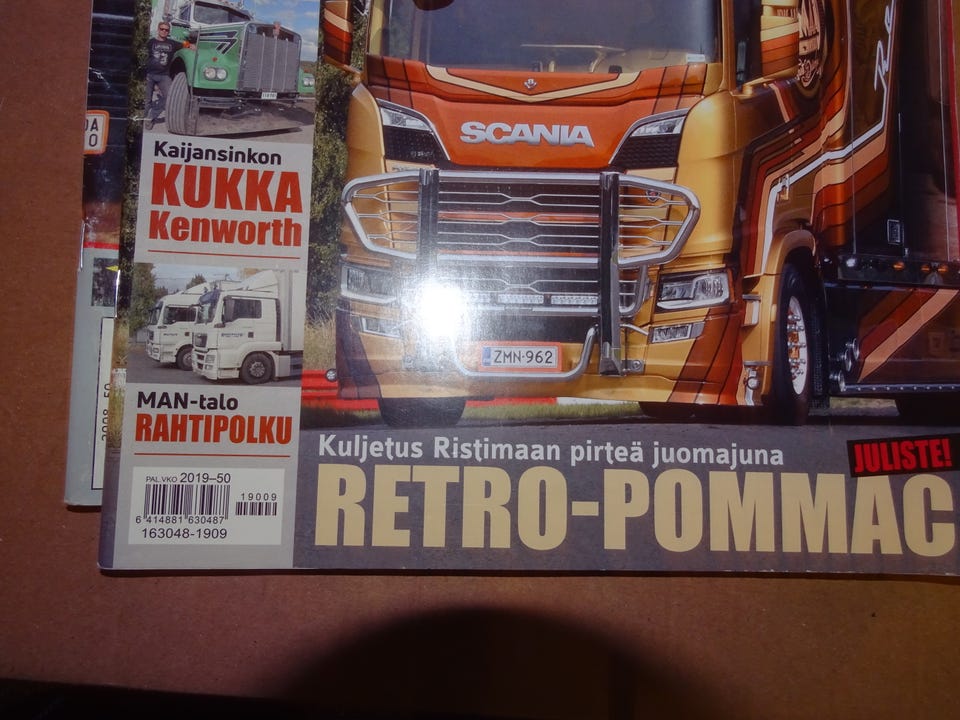 Kaijansinkon
KUKKA
Kenworth
MAN-talo
RAHTIPOLKU
PAL.VKO 2019–50
19009
6 414881 630487
163048-1909
SCANIA
ZMN-962
Kuljetus Ristimaan pirteä juomajuna
JULISTE!
RETRO-POMMAC